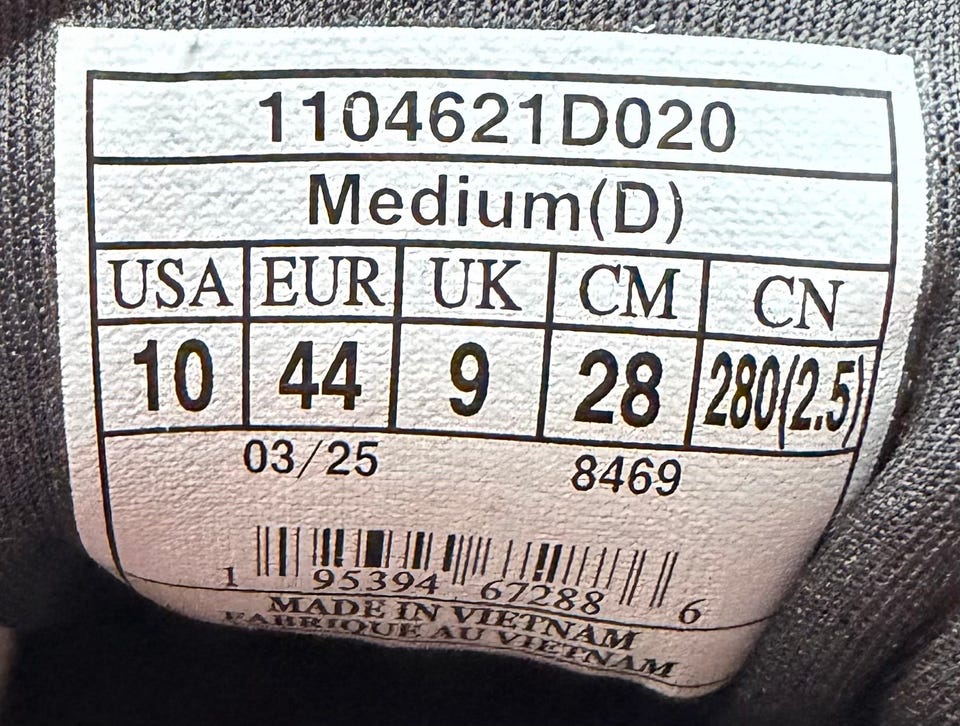 1104621D020
Medium(D)
USA EUR UK CM CN
10 44 9 28 280(2.5)
03/25 8469
1 95394 67288 6
MADE IN VIETNAM
FABRIQUE AU VIETNAM